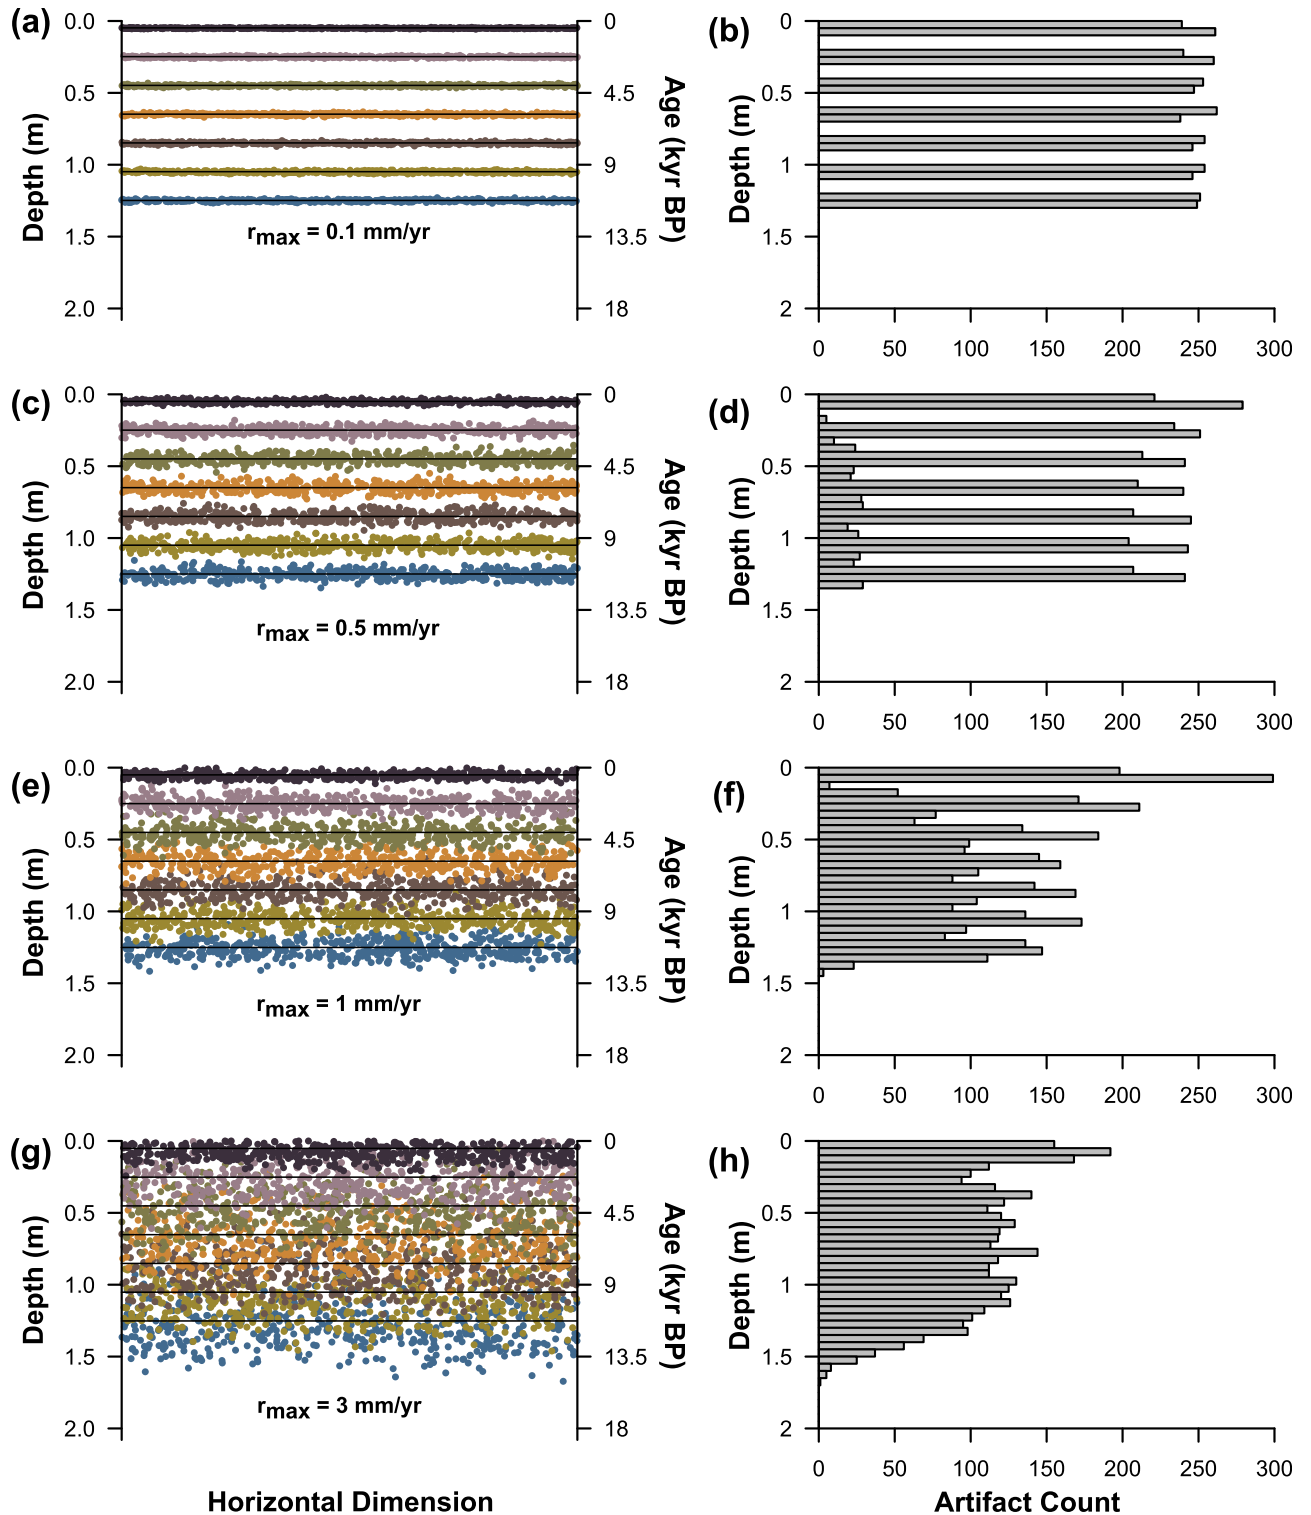 (a)
0.0
0.5
1.0
1.5
2.0
Depth (m)
r_max = 0.1 mm/yr
0
4.5
9
13.5
18
Age (kyr BP)
(b)
0
0.5
1
1.5
2
Depth (m)
0 50 100 150 200 250 300
(c)
0.0
0.5
1.0
1.5
2.0
Depth (m)
r_max = 0.5 mm/yr
0
4.5
9
13.5
18
Age (kyr BP)
(d)
0
0.5
1
1.5
2
Depth (m)
0 50 100 150 200 250 300
(e)
0.0
0.5
1.0
1.5
2.0
Depth (m)
r_max = 1 mm/yr
0
4.5
9
13.5
18
Age (kyr BP)
(f)
0
0.5
1
1.5
2
Depth (m)
0 50 100 150 200 250 300
(g)
0.0
0.5
1.0
1.5
2.0
Depth (m)
r_max = 3 mm/yr
0
4.5
9
13.5
18
Age (kyr BP)
(h)
0
0.5
1
1.5
2
Depth (m)
0 50 100 150 200 250 300
Horizontal Dimension
Artifact Count